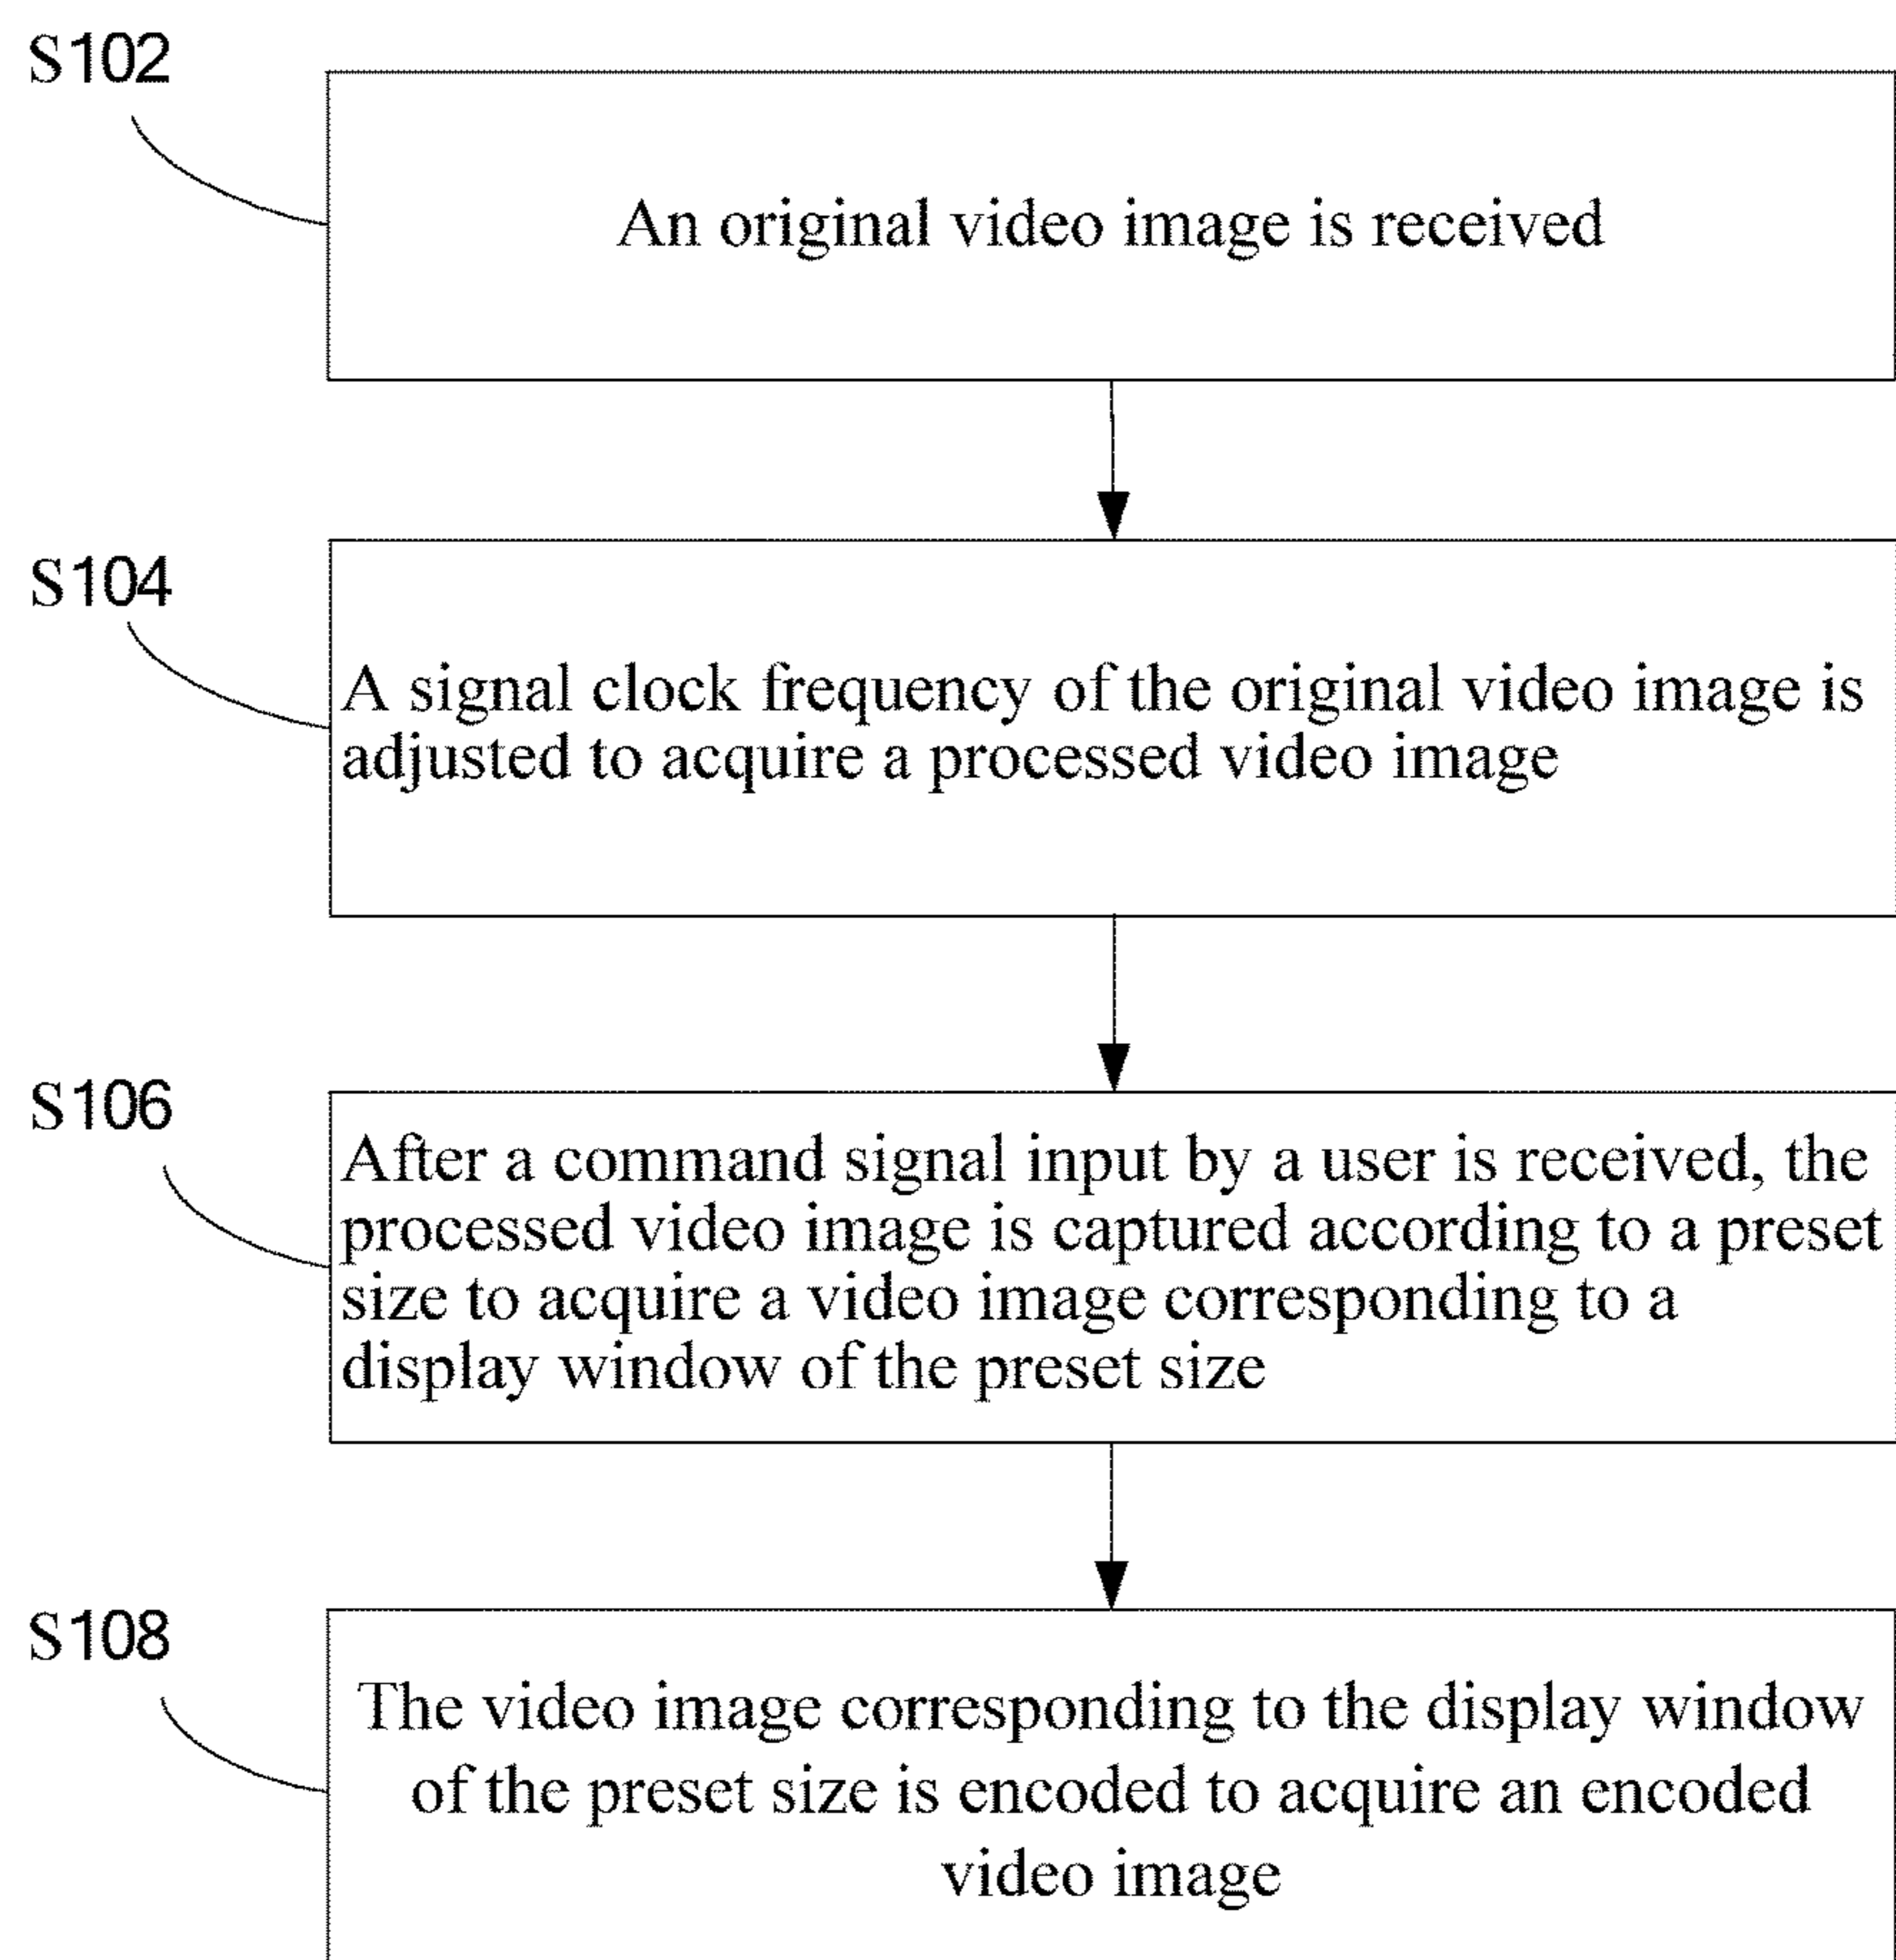 S102
An original video image is received
S104
A signal clock frequency of the original video image is
adjusted to acquire a processed video image
S106
After a command signal input by a user is received, the
processed video image is captured according to a preset
size to acquire a video image corresponding to a
display window of the preset size
S108
The video image corresponding to the display window
of the preset size is encoded to acquire an encoded
video image